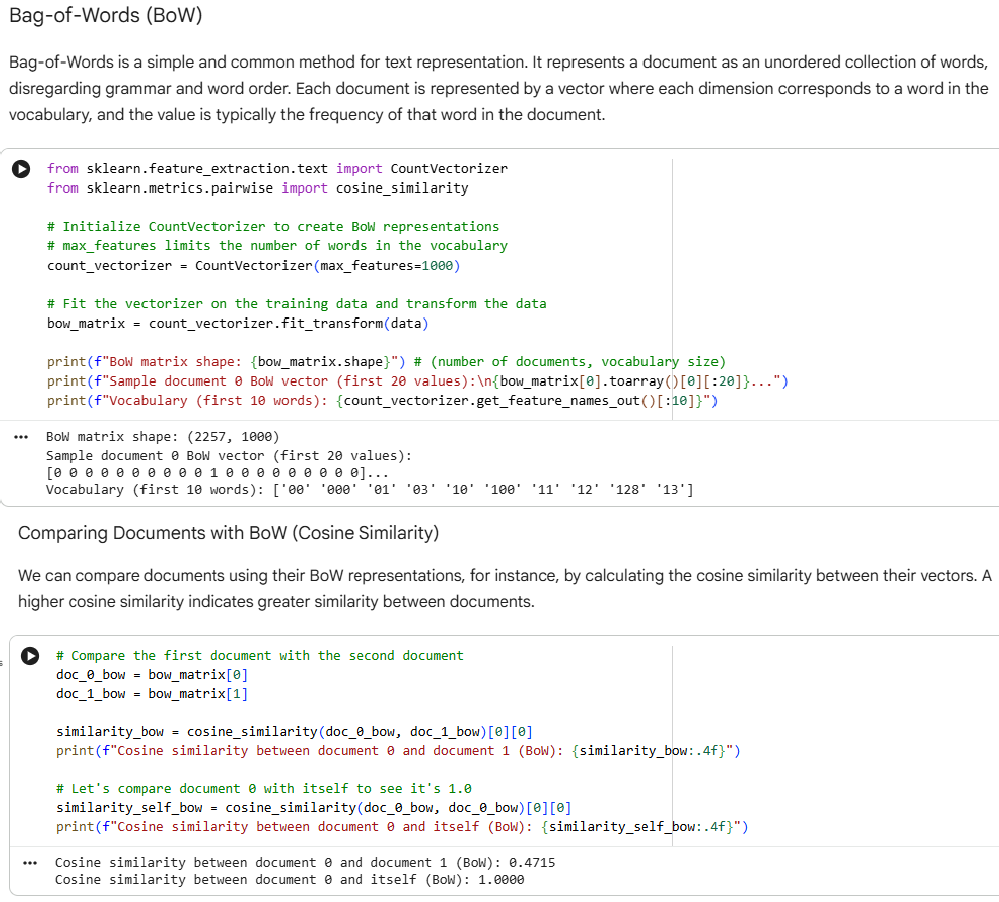 Bag-of-Words (BoW)
Bag-of-Words is a simple and common method for text representation. It represents a document as an unordered collection of words,
disregarding grammar and word order. Each document is represented by a vector where each dimension corresponds to a word in the
vocabulary, and the value is typically the frequency of that word in the document.
from sklearn.feature_extraction.text import CountVectorizer
from sklearn.metrics.pairwise import cosine_similarity
# Initialize CountVectorizer to create BoW representations
# max_features limits the number of words in the vocabulary
count_vectorizer = CountVectorizer(max_features=1000)
# Fit the vectorizer on the training data and transform the data
bow_matrix = count_vectorizer.fit_transform(data)
print(f"BoW matrix shape: {bow_matrix.shape}") # (number of documents, vocabulary size)
print(f"Sample document 0 BoW vector (first 20 values):\n{bow_matrix[0].toarray()[0][:20]}...")
print(f"Vocabulary (first 10 words): {count_vectorizer.get_feature_names_out()[:10]}")
BoW matrix shape: (2257, 1000)
Sample document 0 BoW vector (first 20 values):
[0 0 0 0 0 0 0 0 0 0 1 0 0 0 0 0 0 0 0 0]...
Vocabulary (first 10 words): ['00' '000' '01' '03' '10' '100' '11' '12' '128' '13']
Comparing Documents with BoW (Cosine Similarity)
We can compare documents using their BoW representations, for instance, by calculating the cosine similarity between their vectors. A
higher cosine similarity indicates greater similarity between documents.
# Compare the first document with the second document
doc_0_bow = bow_matrix[0]
doc_1_bow = bow_matrix[1]
similarity_bow = cosine_similarity(doc_0_bow, doc_1_bow)[0][0]
print(f"Cosine similarity between document 0 and document 1 (BoW): {similarity_bow:.4f}")
# Let's compare document 0 with itself to see it's 1.0
similarity_self_bow = cosine_similarity(doc_0_bow, doc_0_bow)[0][0]
print(f"Cosine similarity between document 0 and itself (BoW): {similarity_self_bow:.4f}")
Cosine similarity between document 0 and document 1 (BoW): 0.4715
Cosine similarity between document 0 and itself (BoW): 1.0000